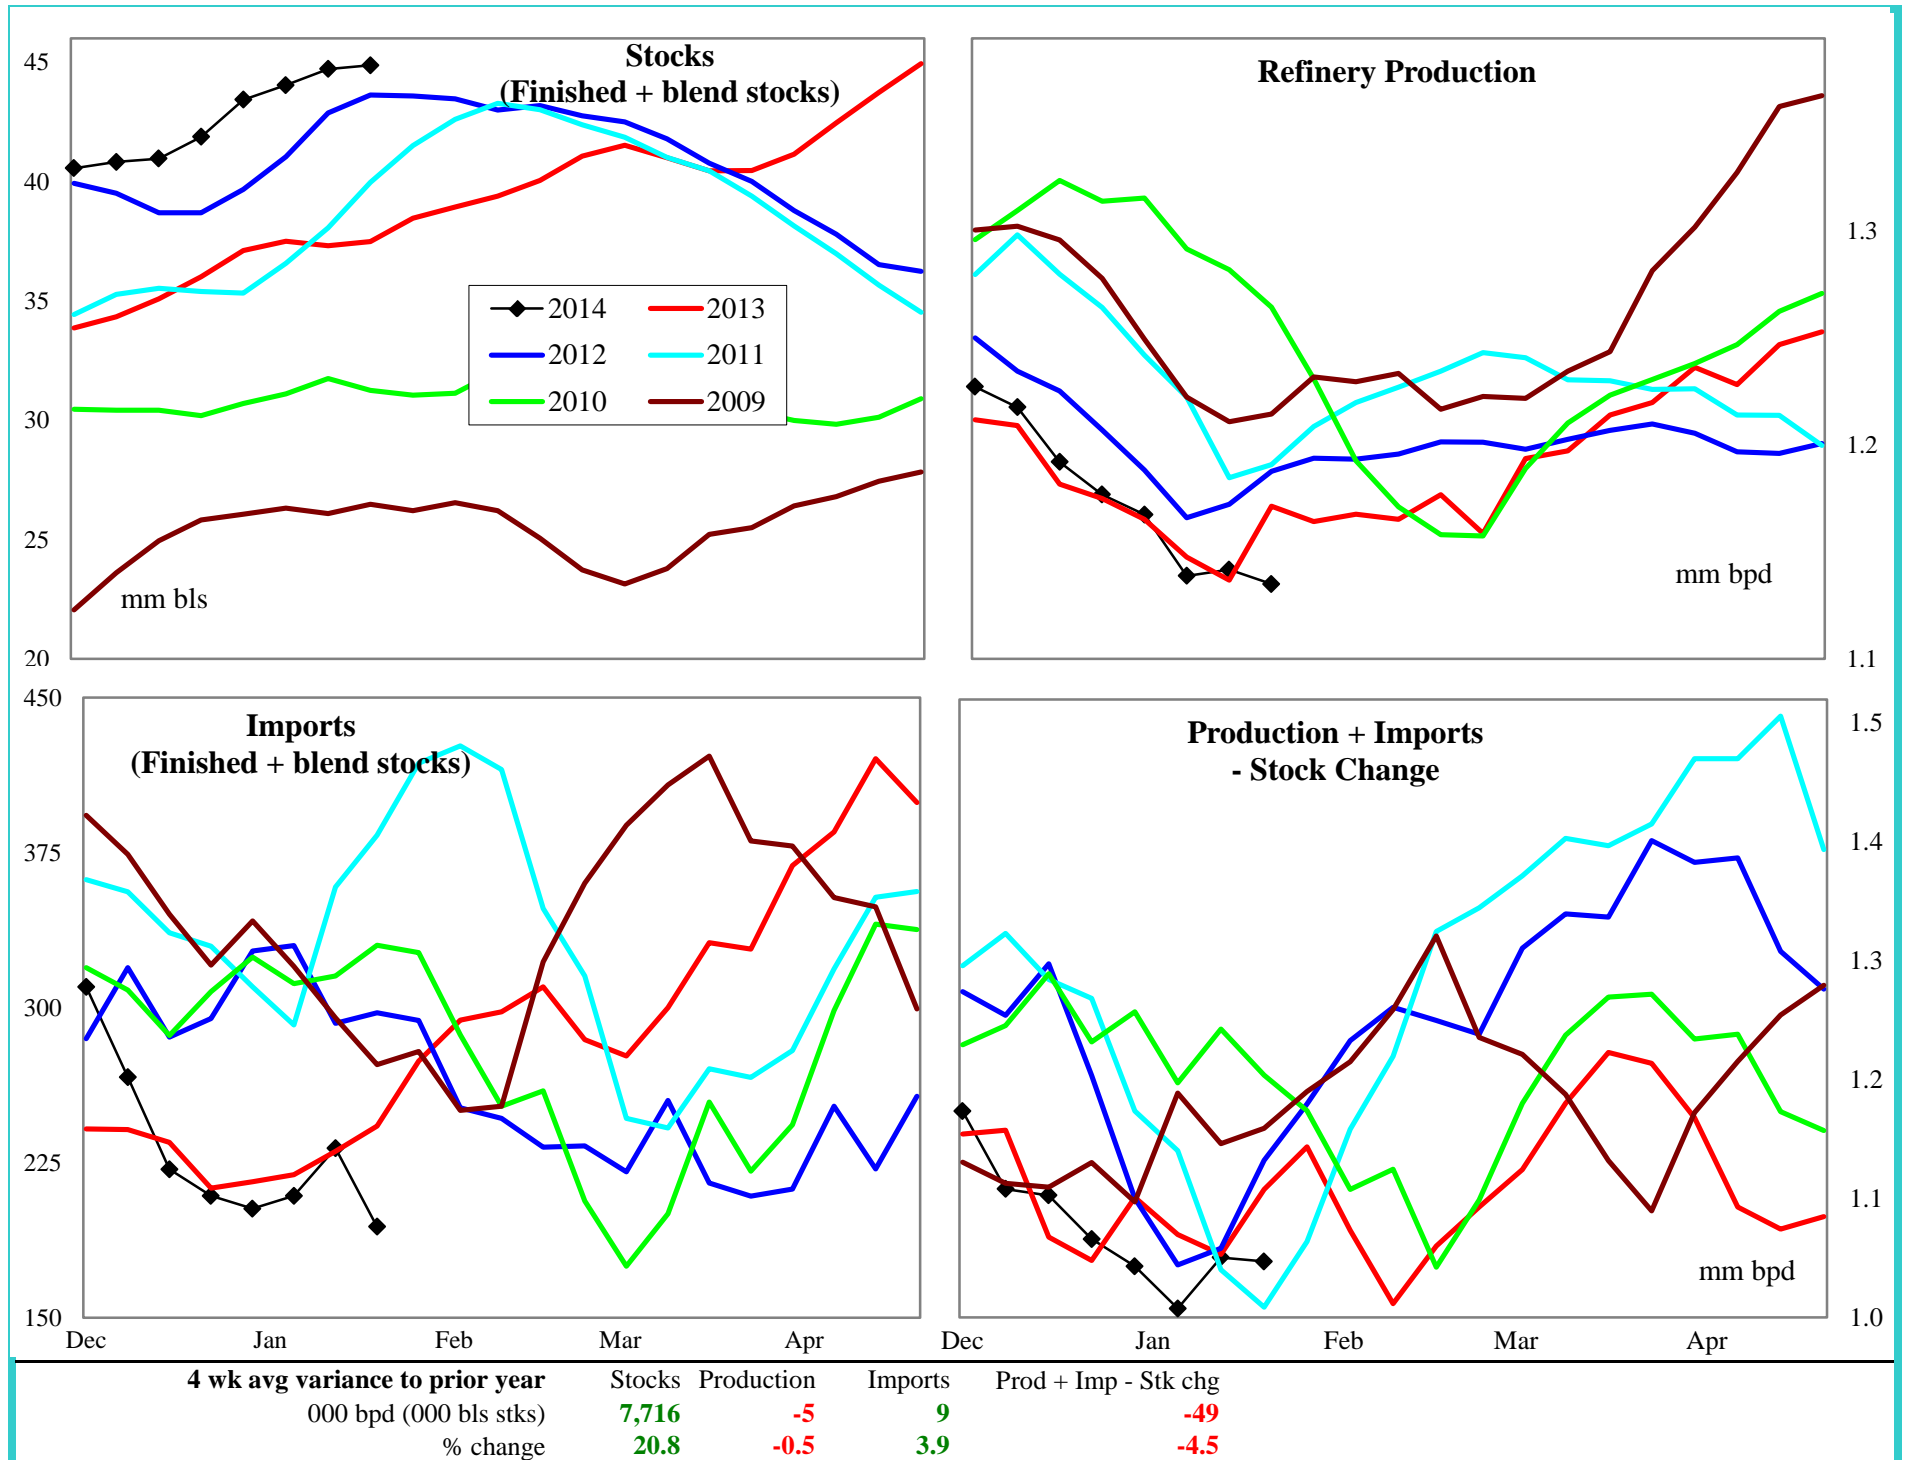 Stocks
(Finished + blend stocks)
45
40
35
30
25
20
2014
2013
2012
2011
2010
2009
mm bls
Refinery Production
1.3
1.2
1.1
mm bpd
Imports
(Finished + blend stocks)
450
375
300
225
150
Dec Jan Feb Mar Apr
Production + Imports
- Stock Change
1.5
1.4
1.3
1.2
1.1
1.0
mm bpd
Dec Jan Feb Mar Apr
4 wk avg variance to prior year Stocks Production Imports Prod + Imp - Stk chg
000 bpd (000 bls stks) 7,716 -5 9 -49
% change 20.8 -0.5 3.9 -4.5